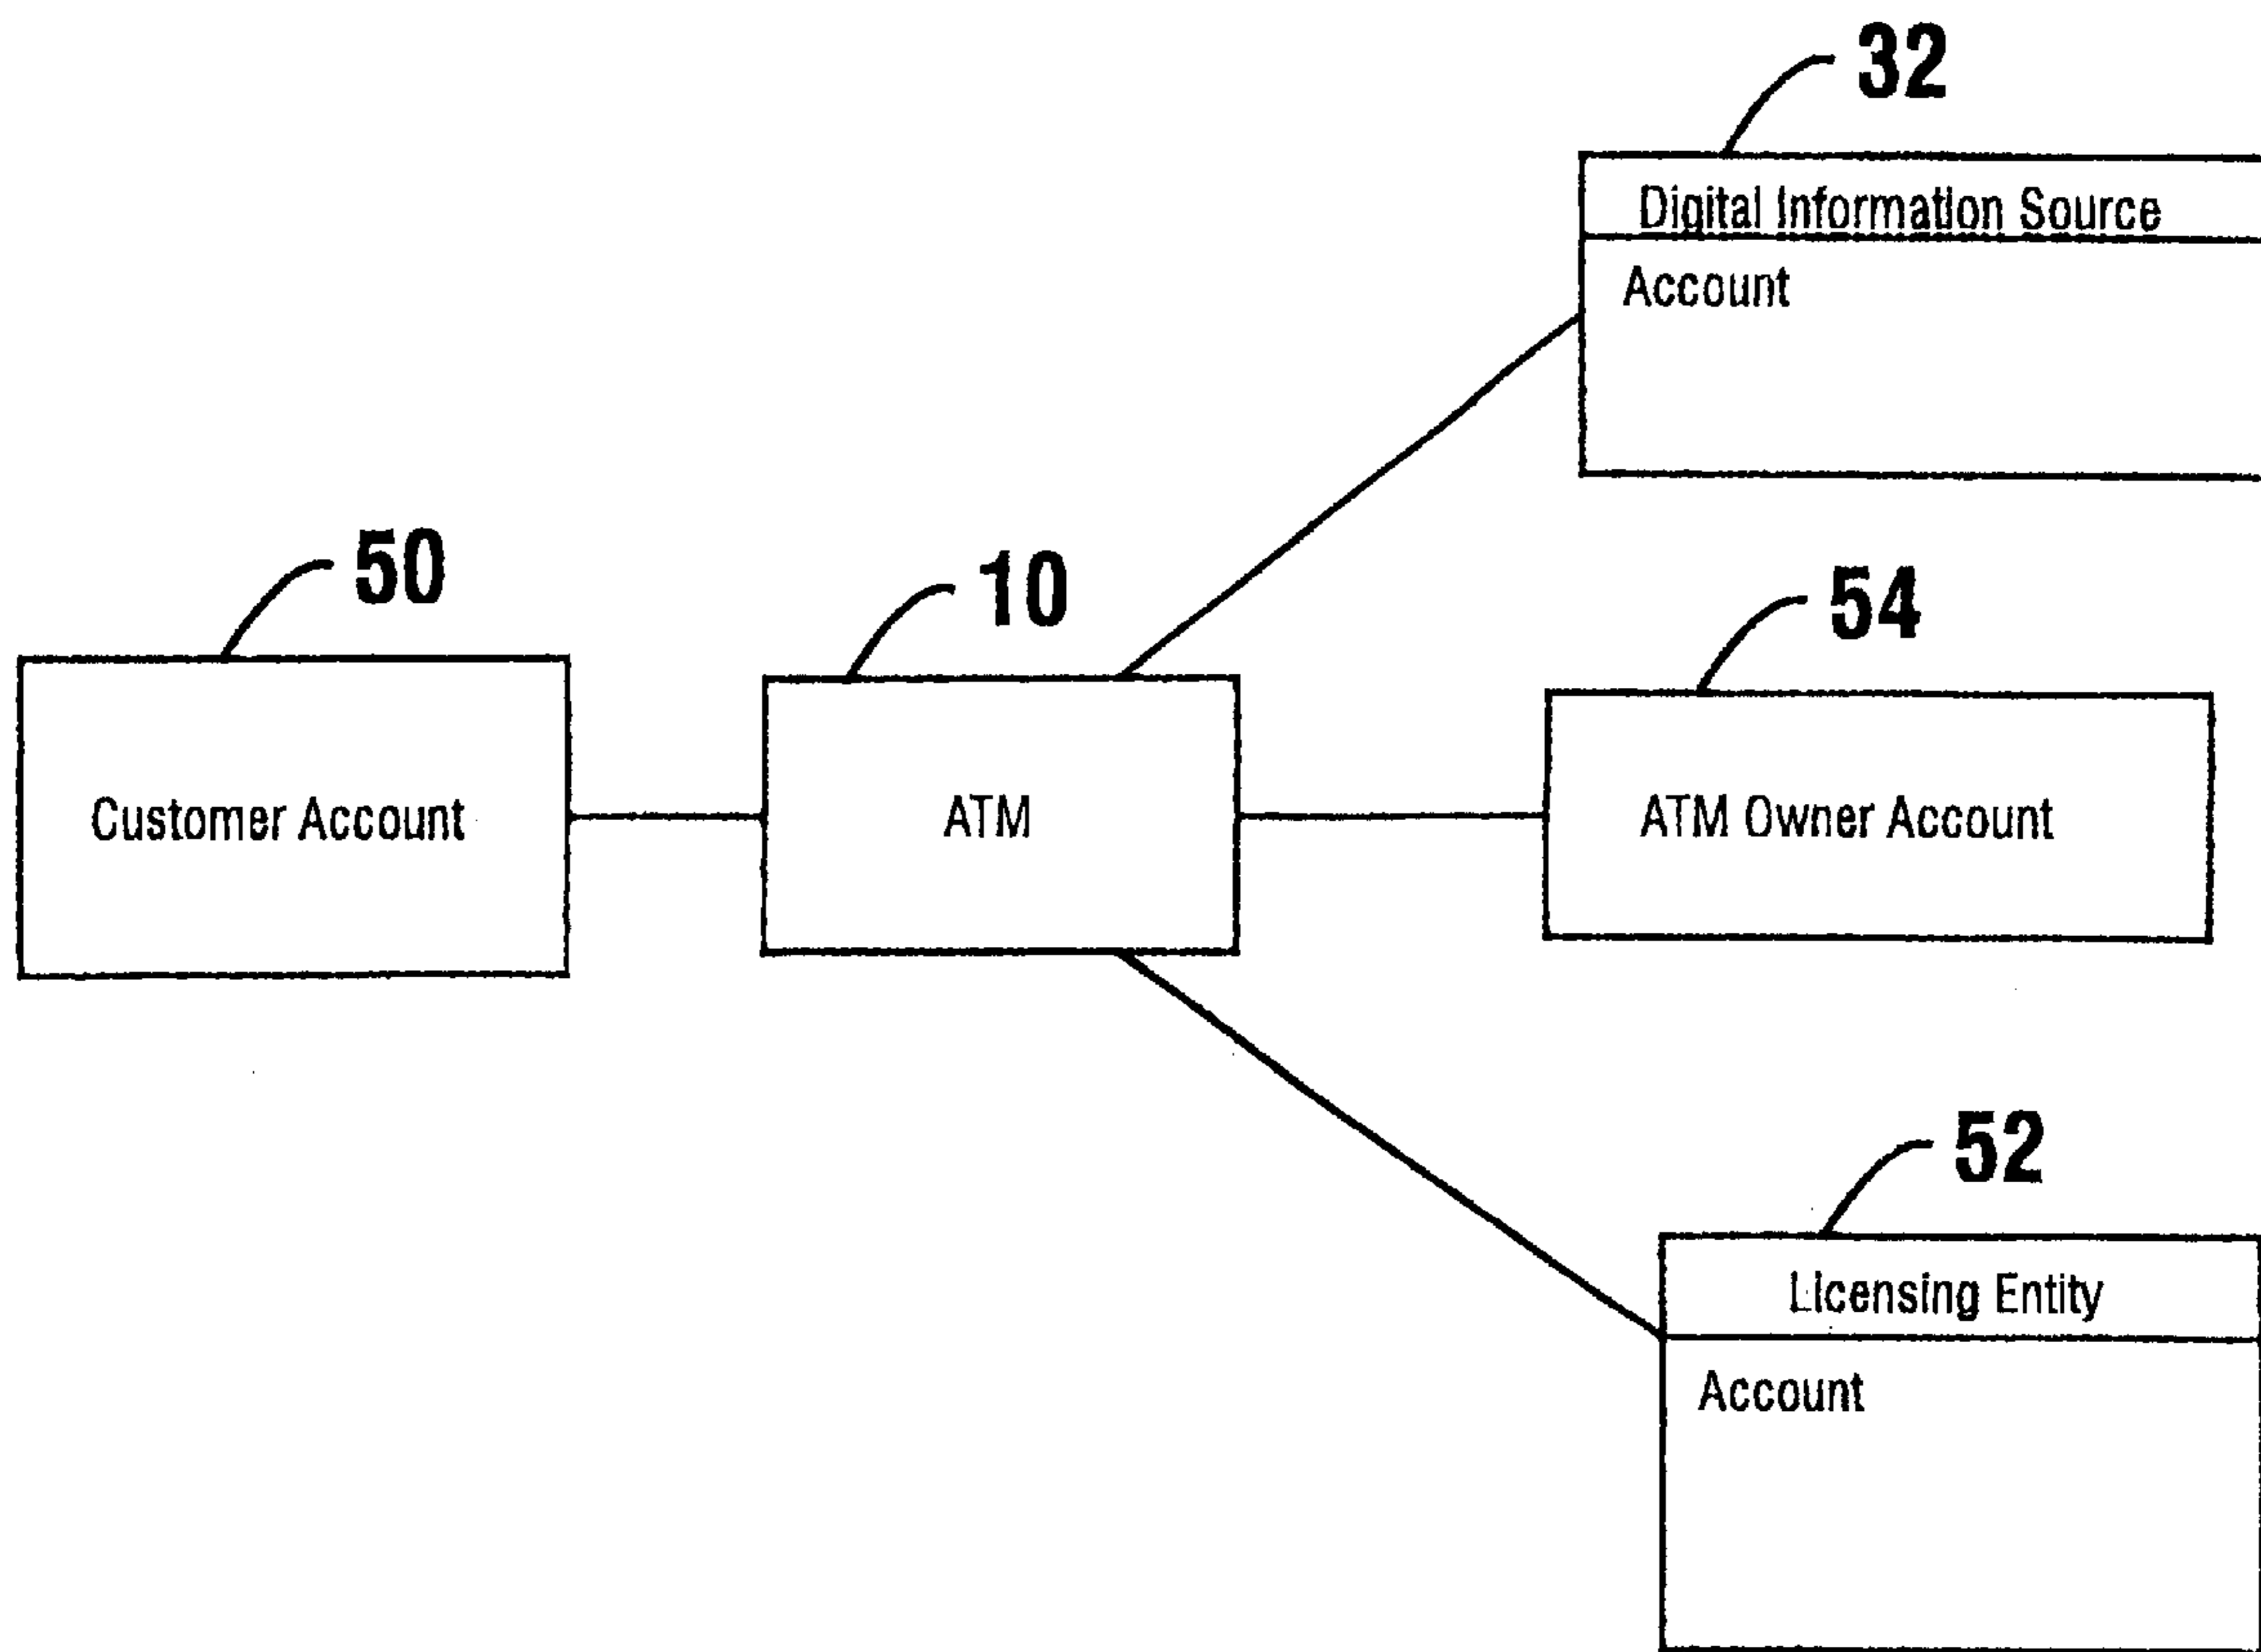 32
Digital Information Source
Account
50
10
54
Customer Account
ATM
ATM Owner Account
52
Licensing Entity
Account